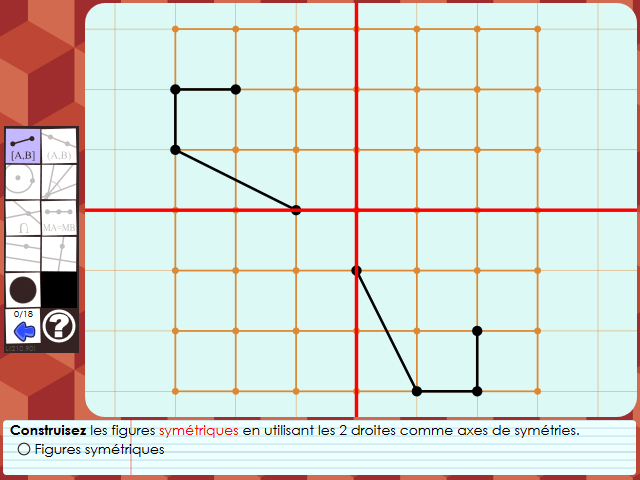 [A,B]
(A,B)
MA=MB
0/18
?
Construisez les figures symétriques en utilisant les 2 droites comme axes de symétries.
Figures symétriques